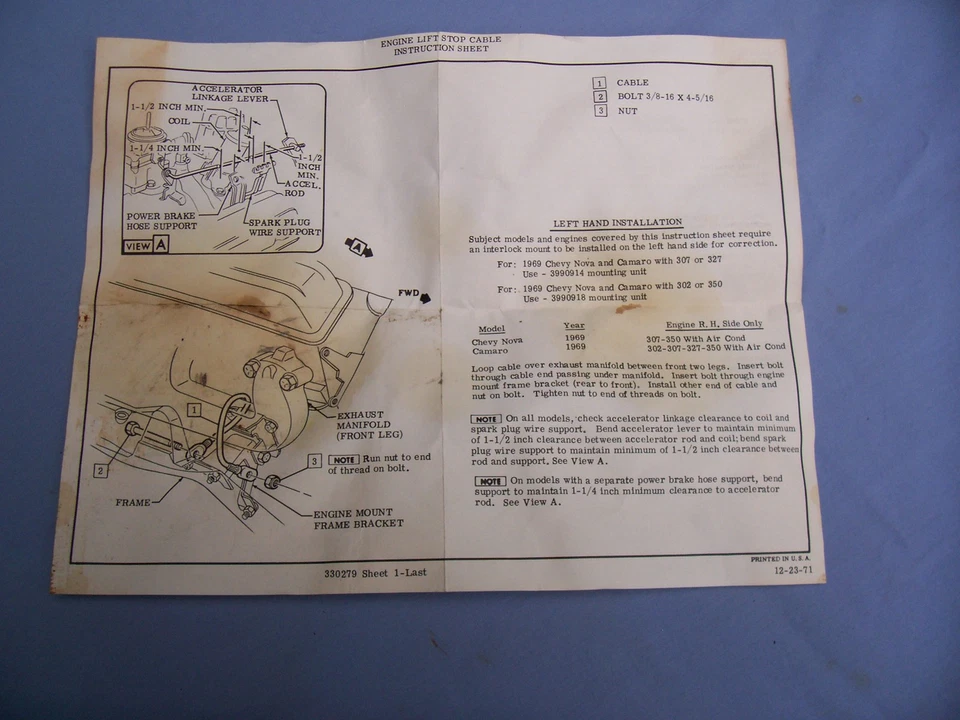 ENGINE LIFT STOP CABLE
INSTRUCTION SHEET
ACCELERATOR
LINKAGE LEVER
1-1/2 INCH MIN.
COIL
1-1/4 INCH MIN.
1-1/2
INCH
MIN.
ACCEL.
ROD
POWER BRAKE
HOSE SUPPORT
SPARK PLUG
WIRE SUPPORT
VIEW A
A
FWD
1
EXHAUST
MANIFOLD
(FRONT LEG)
2
3 NOTE Run nut to end
of thread on bolt.
FRAME
ENGINE MOUNT
FRAME BRACKET
1 CABLE
2 BOLT 3/8-16 X 4-5/16
3 NUT
LEFT HAND INSTALLATION
Subject models and engines covered by this instruction sheet require
an interlock mount to be installed on the left hand side for correction.
For: 1969 Chevy Nova and Camaro with 307 or 327
Use - 3990914 mounting unit
For: 1969 Chevy Nova and Camaro with 302 or 350
Use - 3990918 mounting unit
Model Year Engine R. H. Side Only
Chevy Nova 1969 307-350 With Air Cond
Camaro 1969 302-307-327-350 With Air Cond
Loop cable over exhaust manifold between front two legs. Insert bolt
through cable end passing under manifold. Insert bolt through engine
mount frame bracket (rear to front). Install other end of cable and
nut on bolt. Tighten nut to end of threads on bolt.
NOTE On all models, check accelerator linkage clearance to coil and
spark plug wire support. Bend accelerator lever to maintain minimum
of 1-1/2 inch clearance between accelerator rod and coil; bend spark
plug wire support to maintain minimum of 1-1/2 inch clearance between
rod and support. See View A.
NOTE On models with a separate power brake hose support, bend
support to maintain 1-1/4 inch minimum clearance to accelerator
rod. See View A.
330279 Sheet 1-Last
PRINTED IN U.S.A.
12-23-71